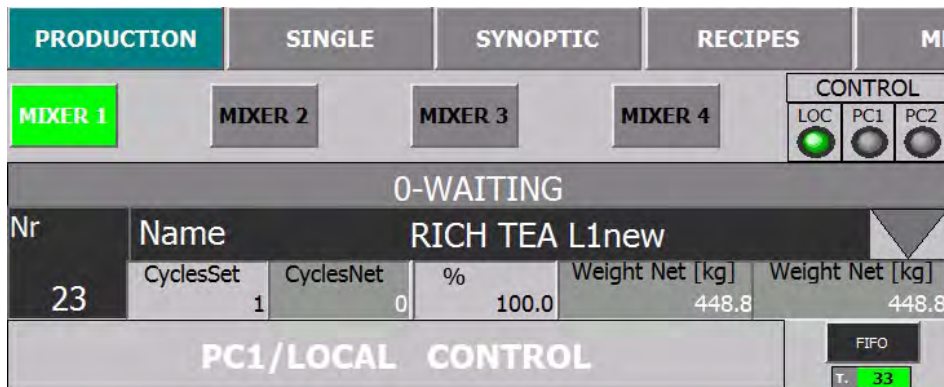 PRODUCTION SINGLE SYNOPTIC RECIPES
MIXER 1 MIXER 2 MIXER 3 MIXER 4 CONTROL
LOC PC1 PC2
0-WAITING
Nr Name RICH TEA L1new
CyclesSet CyclesNet % Weight Net [kg] Weight Net [kg]
23 1 0 100.0 448.8 448.8
PC1/LOCAL CONTROL FIFO
T. 33